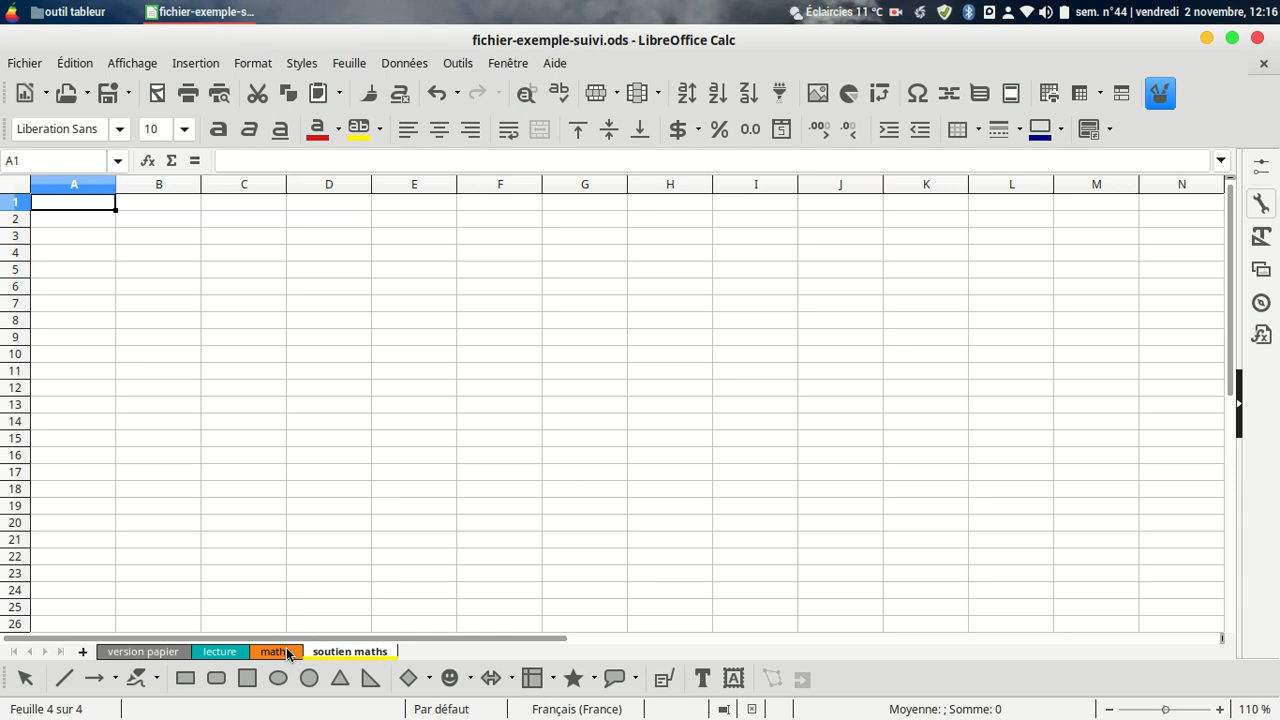 outil tableur
fichier-exemple-s...
Éclaircies 11 °C
sem. n°44 | vendredi 2 novembre, 12:16
fichier-exemple-suivi.ods - LibreOffice Calc
Fichier Édition Affichage Insertion Format Styles Feuille Données Outils Fenêtre Aide
Liberation Sans 10
A1
A B C D E F G H I J K L M N
1
2
3
4
5
6
7
8
9
10
11
12
13
14
15
16
17
18
19
20
21
22
23
24
25
26
version papier lecture math soutien maths
Feuille 4 sur 4 Par défaut Français (France) Moyenne: ; Somme: 0 110 %